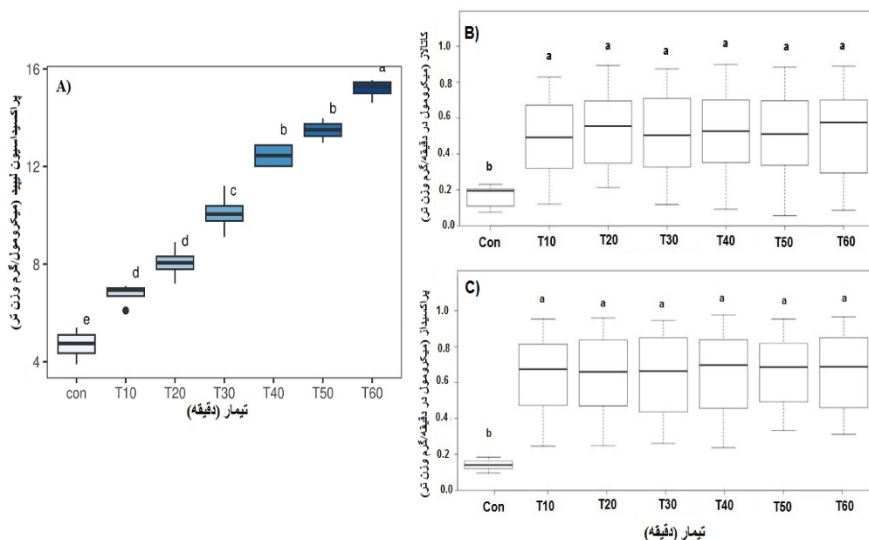 A)
پراکسیداسیون لیپید (میکرومول/گرم وزن تر)
16
12
8
4
e
d
d
c
b
b
a
con T10 T20 T30 T40 T50 T60
تیمار (دقیقه)
B)
کاتالاز (میکرومول در دقیقه/گرم وزن تر)
1.0
0.8
0.6
0.4
0.2
0.0
b a a a a a a
Con T10 T20 T30 T40 T50 T60
C)
پراکسیداز (میکرومول در دقیقه/گرم وزن تر)
1.0
0.8
0.6
0.4
0.2
0.0
b a a a a a a
Con T10 T20 T30 T40 T50 T60
تیمار (دقیقه)